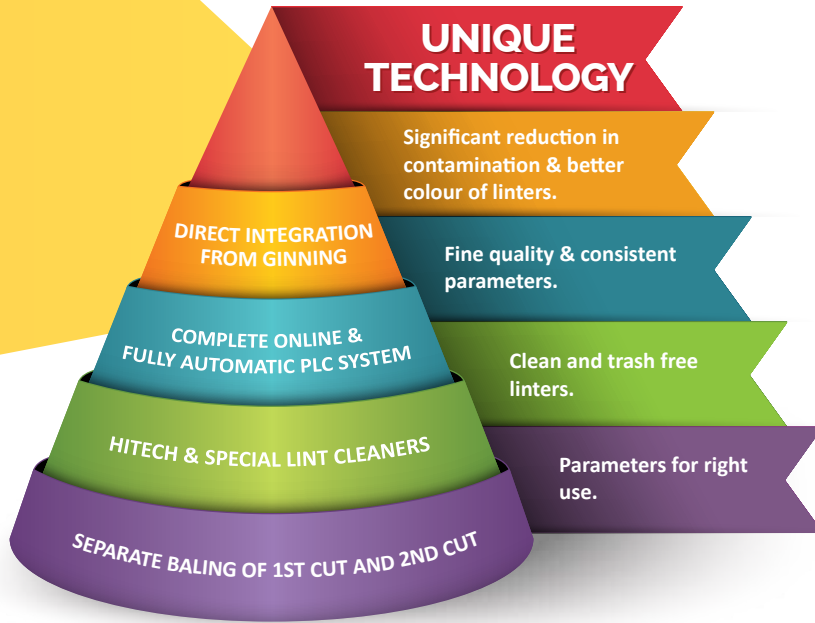 UNIQUE
TECHNOLOGY
Significant reduction in
contamination & better
colour of linters.
DIRECT INTEGRATION
FROM GINNING
Fine quality & consistent
parameters.
COMPLETE ONLINE &
FULLY AUTOMATIC PLC SYSTEM
Clean and trash free
linters.
HITECH & SPECIAL LINT CLEANERS
Parameters for right
use.
SEPARATE BALING OF 1ST CUT AND 2ND CUT